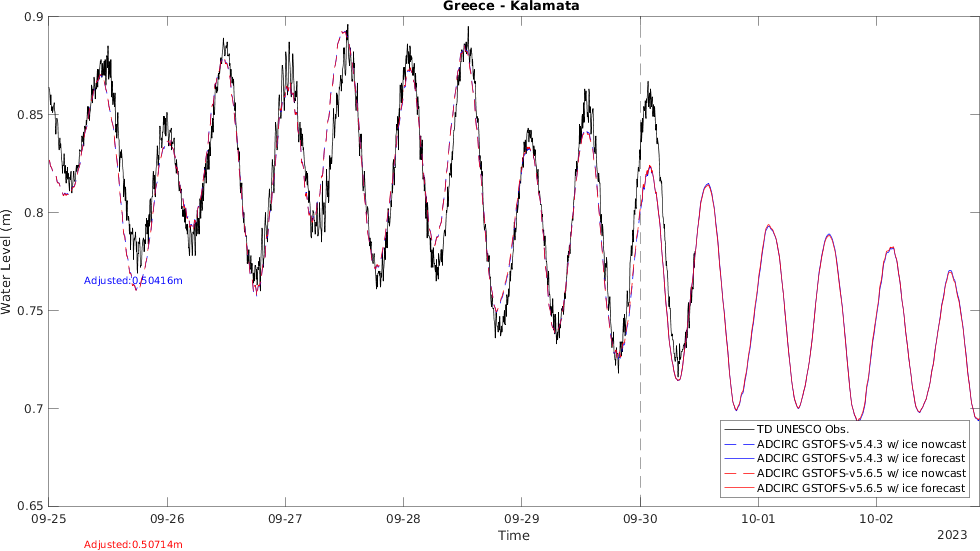 Greece - Kalamata
0.9
0.85
0.8
0.75
0.7
0.65
Water Level (m)
Adjusted:0.50416m
TD UNESCO Obs.
ADCIRC GSTOFS-v5.4.3 w/ ice nowcast
ADCIRC GSTOFS-v5.4.3 w/ ice forecast
ADCIRC GSTOFS-v5.6.5 w/ ice nowcast
ADCIRC GSTOFS-v5.6.5 w/ ice forecast
09-25 09-26 09-27 09-28 09-29 09-30 10-01 10-02
Time
2023
Adjusted:0.50714m